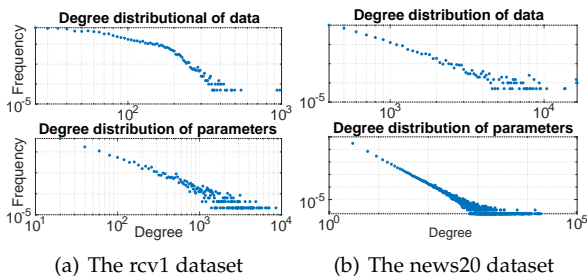 Degree distributional of data
Frequency
10^-5
10^2
10^3
Degree distribution of parameters
Frequency
10^-5
10^1
10^2
10^3
10^4
Degree
(a) The rcv1 dataset
Degree distribution of data
10^-5
10^3
10^4
Degree distribution of parameters
10^-5
10^0
10^5
Degree
(b) The news20 dataset